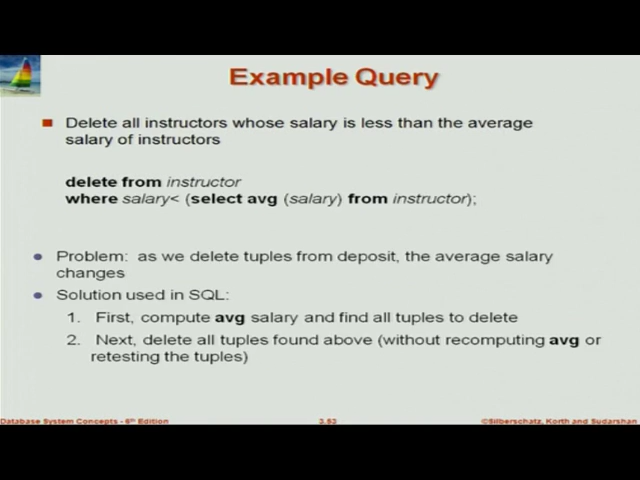 Example Query
Delete all instructors whose salary is less than the average
salary of instructors
delete from instructor
where salary< (select avg (salary) from instructor);
Problem: as we delete tuples from deposit, the average salary
changes
Solution used in SQL:
1. First, compute avg salary and find all tuples to delete
2. Next, delete all tuples found above (without recomputing avg or
retesting the tuples)
Database System Concepts - 6th Edition
3.53
©Silberschatz, Korth and Sudarshan